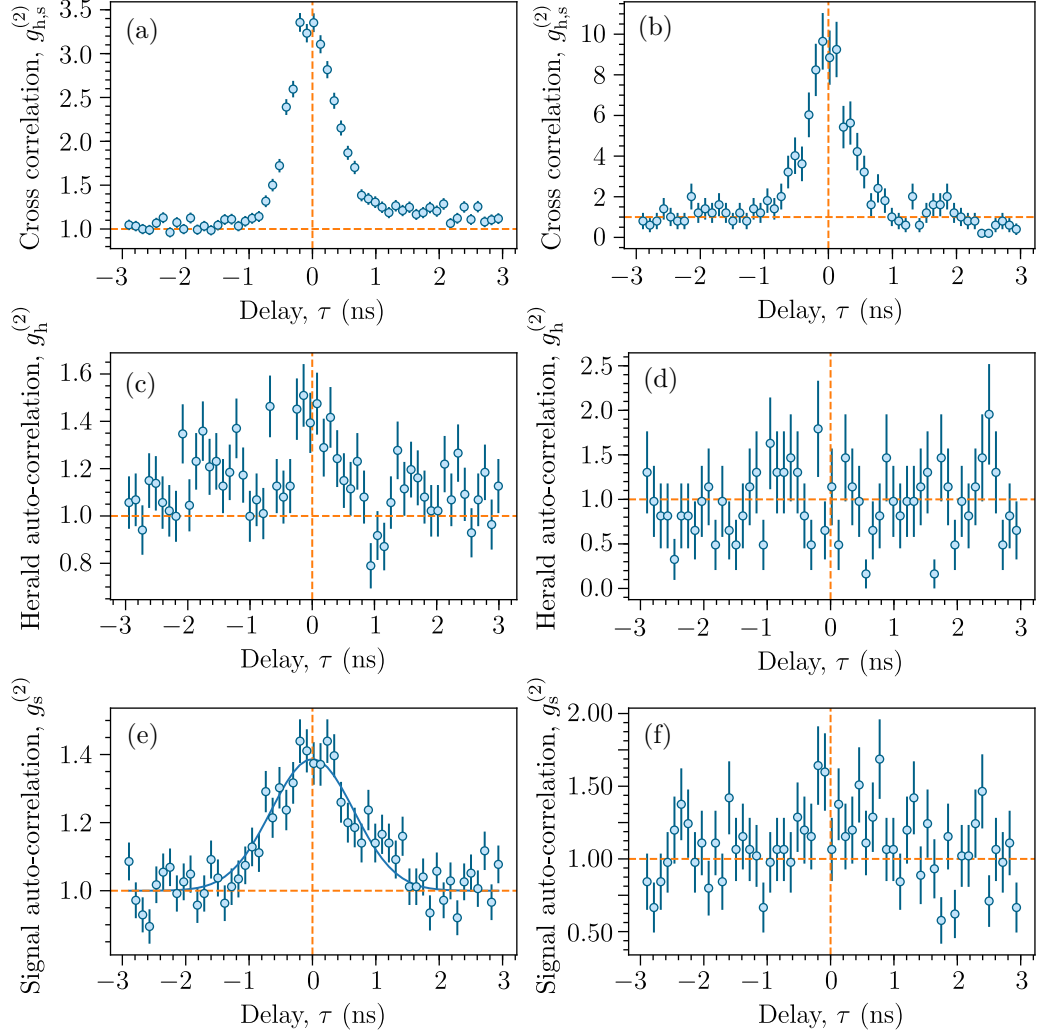 Cross correlation, g_{h,s}^{(2)}
3.5
3.0
2.5
2.0
1.5
1.0
(a)
−3 −2 −1 0 1 2 3
Delay, τ (ns)
Cross correlation, g_{h,s}^{(2)}
10
8
6
4
2
0
(b)
−3 −2 −1 0 1 2 3
Delay, τ (ns)
Herald auto-correlation, g_{h}^{(2)}
1.6
1.4
1.2
1.0
0.8
(c)
−3 −2 −1 0 1 2 3
Delay, τ (ns)
Herald auto-correlation, g_{h}^{(2)}
2.5
2.0
1.5
1.0
0.5
0.0
(d)
−3 −2 −1 0 1 2 3
Delay, τ (ns)
Signal auto-correlation, g_{s}^{(2)}
1.4
1.2
1.0
(e)
−3 −2 −1 0 1 2 3
Delay, τ (ns)
Signal auto-correlation, g_{s}^{(2)}
2.00
1.50
1.00
0.50
(f)
−3 −2 −1 0 1 2 3
Delay, τ (ns)